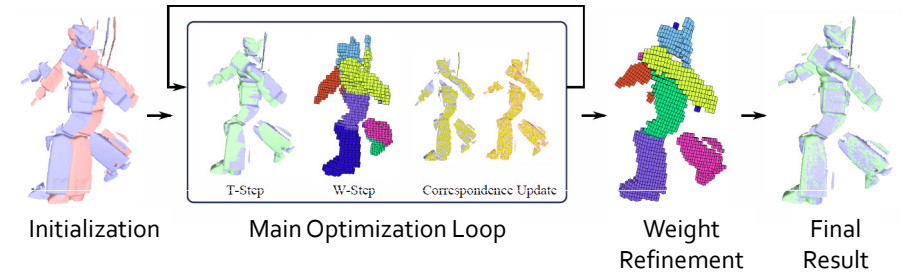 T-Step
W-Step
Correspondence Update
Initialization
Main Optimization Loop
Weight
Refinement
Final
Result